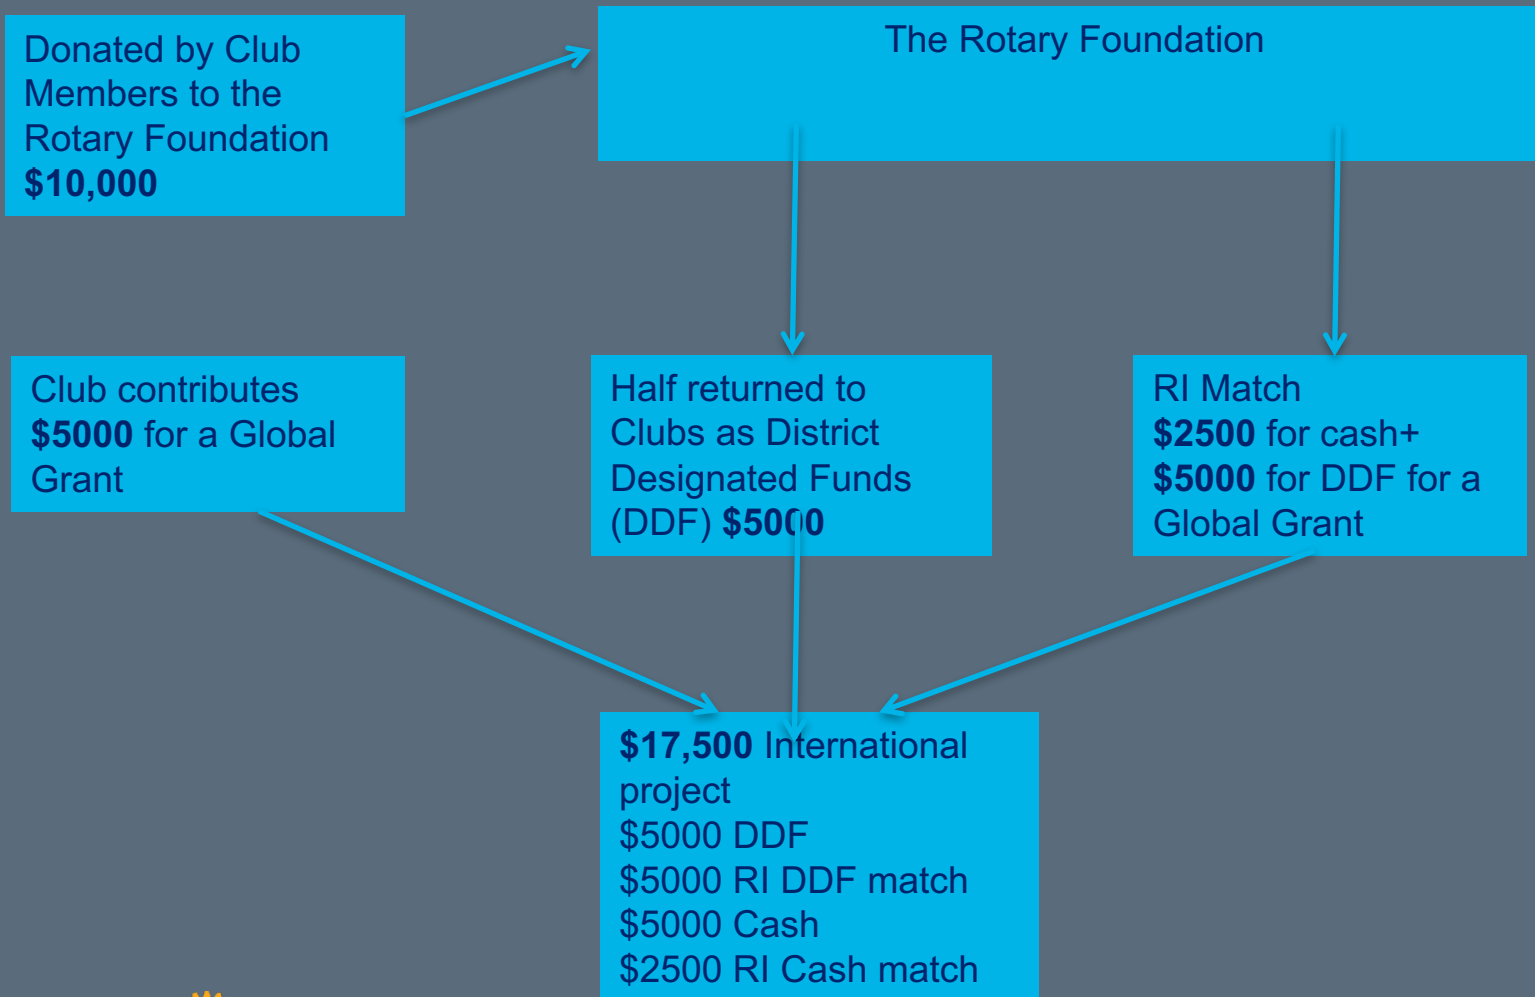 Donated by Club
Members to the
Rotary Foundation
$10,000
The Rotary Foundation
Club contributes
$5000 for a Global
Grant
Half returned to
Clubs as District
Designated Funds
(DDF) $5000
RI Match
$2500 for cash+
$5000 for DDF for a
Global Grant
$17,500 International
project
$5000 DDF
$5000 RI DDF match
$5000 Cash
$2500 RI Cash match